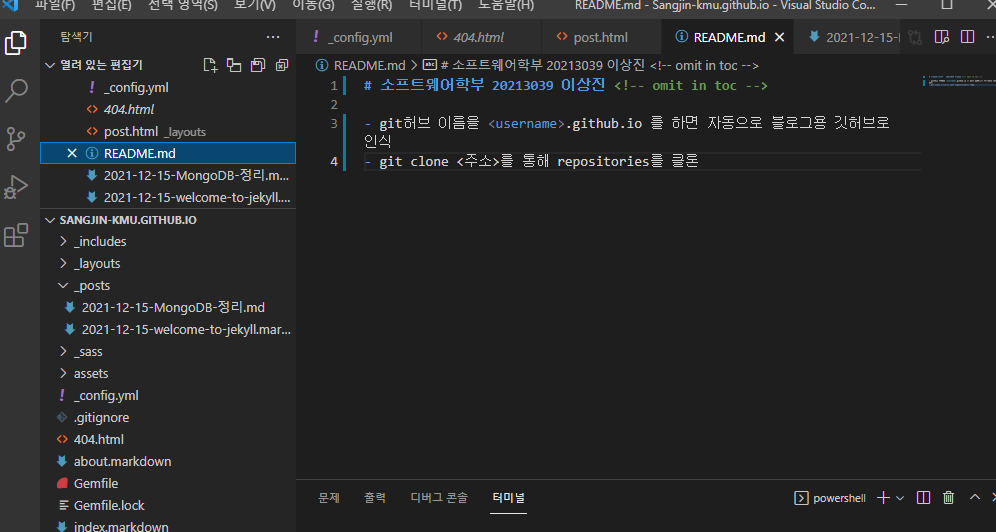 파일(F) 편집(E) 선택 영역(S) 보기(V) 이동(G) 실행(R) 터미널(T) 도움말(H) README.md - Sangjin-kmu.github.io - Visual Studio Co...
탐색기
_config.yml 404.html post.html README.md 2021-12-15-
열려 있는 편집기
README.md > # 소프트웨어학부 20213039 이상진 <!-- omit in toc -->
_config.yml
404.html
post.html _layouts
README.md
2021-12-15-MongoDB-정리.m...
2021-12-15-welcome-to-jekyll....
1 # 소프트웨어학부 20213039 이상진 <!-- omit in toc -->
2
3 - git허브 이름을 <username>.github.io 를 하면 자동으로 블로그용 깃허브로
인식
4 - git clone <주소>를 통해 repositories를 클론
SANGJIN-KMU.GITHUB.IO
_includes
_layouts
_posts
2021-12-15-MongoDB-정리.md
2021-12-15-welcome-to-jekyll.mar...
_sass
assets
_config.yml
.gitignore
404.html
about.markdown
Gemfile
Gemfile.lock
index.markdown
문제 출력 디버그 콘솔 터미널 powershell